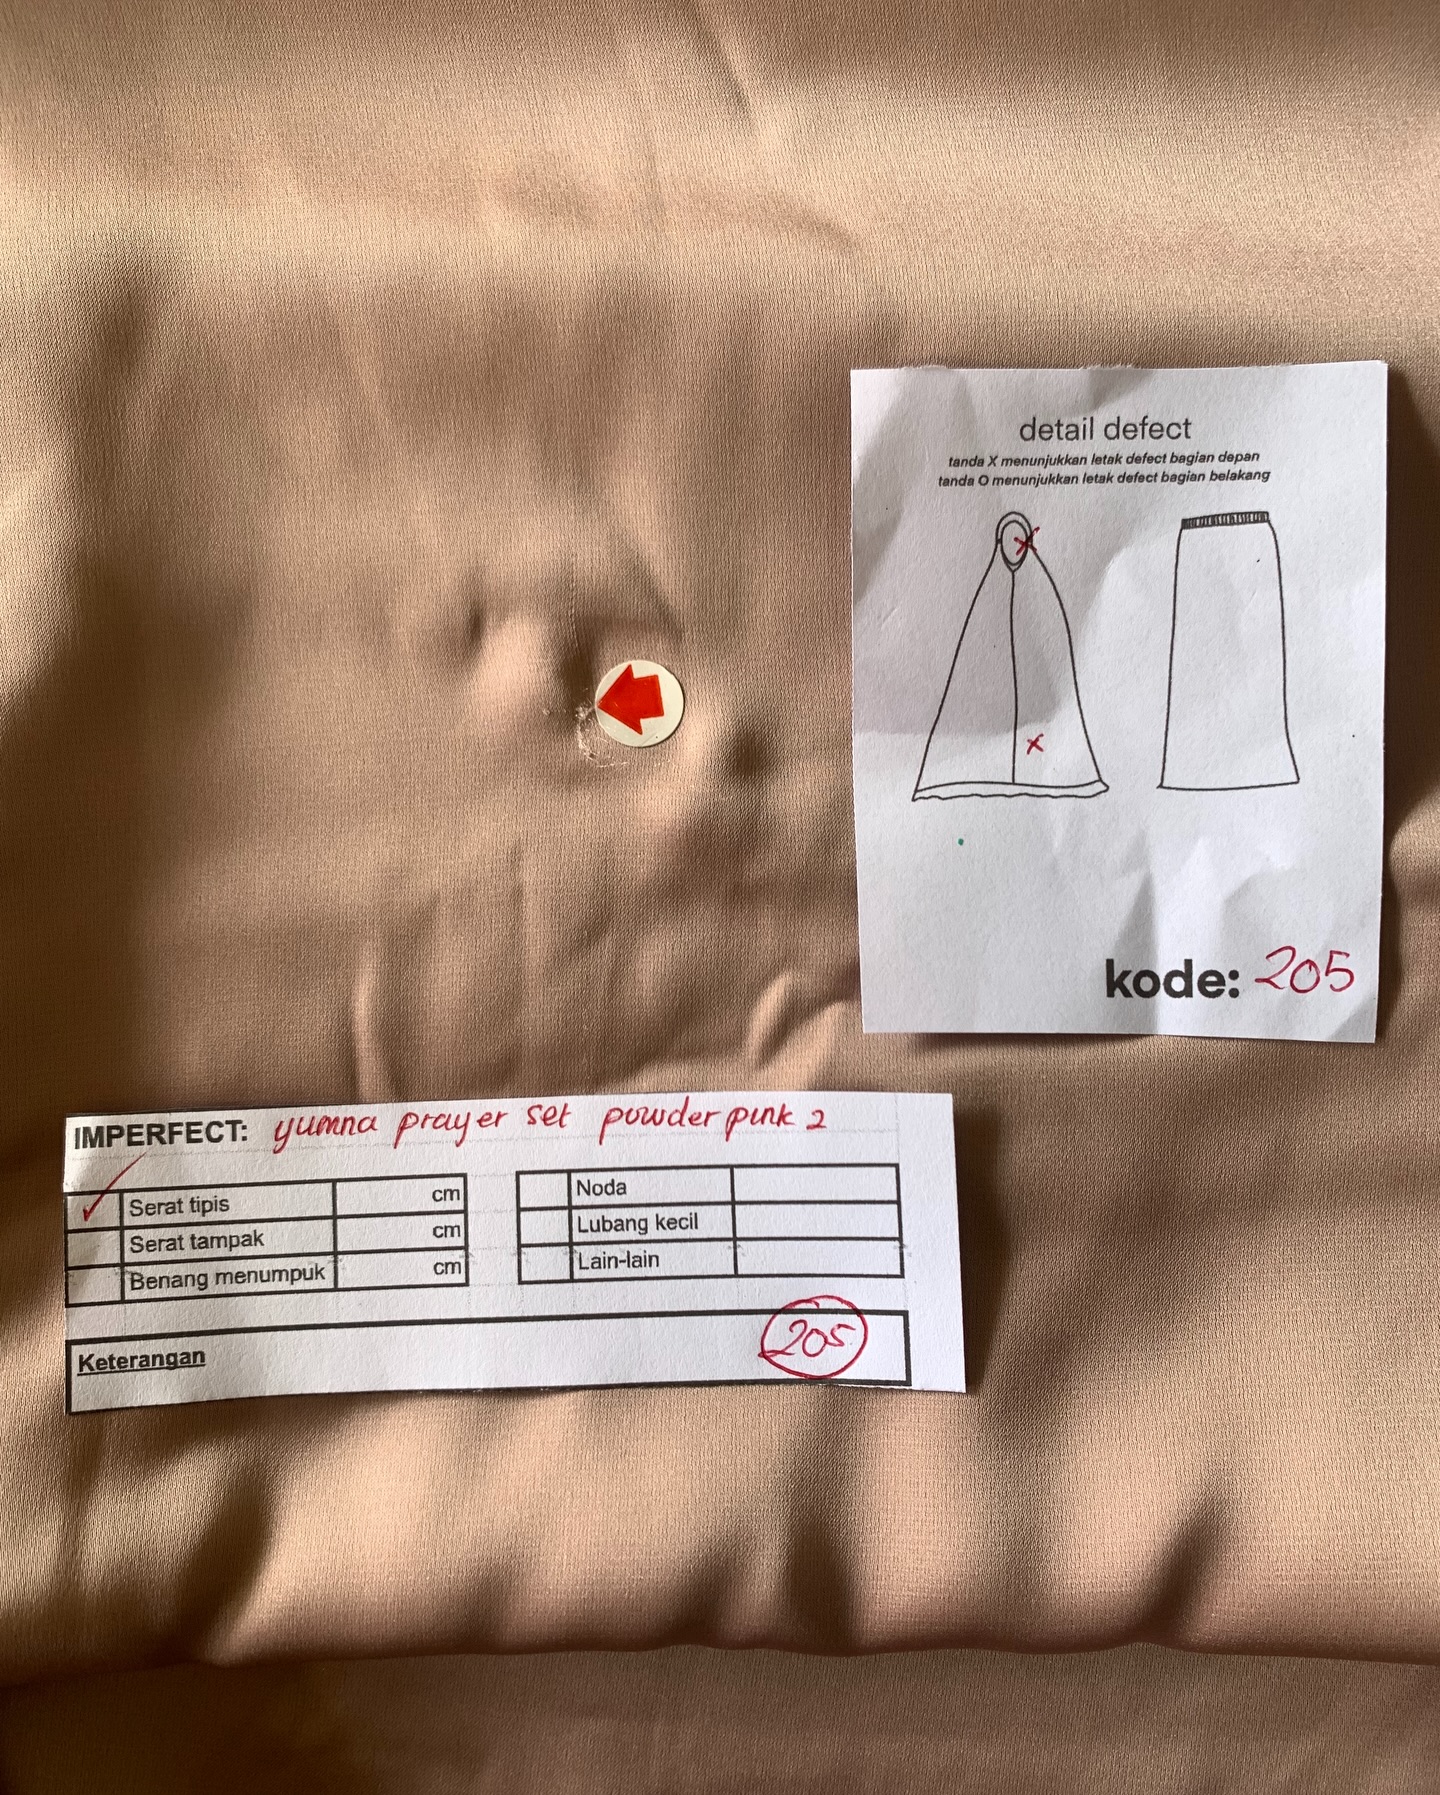 detail defect
tanda X menunjukkan letak defect bagian depan
tanda O menunjukkan letak defect bagian belakang
X
X
kode: 205
IMPERFECT: yumna prayer set powder pink 2
✓ Serat tipis cm
Serat tampak cm
Benang menumpuk cm
Noda
Lubang kecil
Lain-lain
205
Keterangan